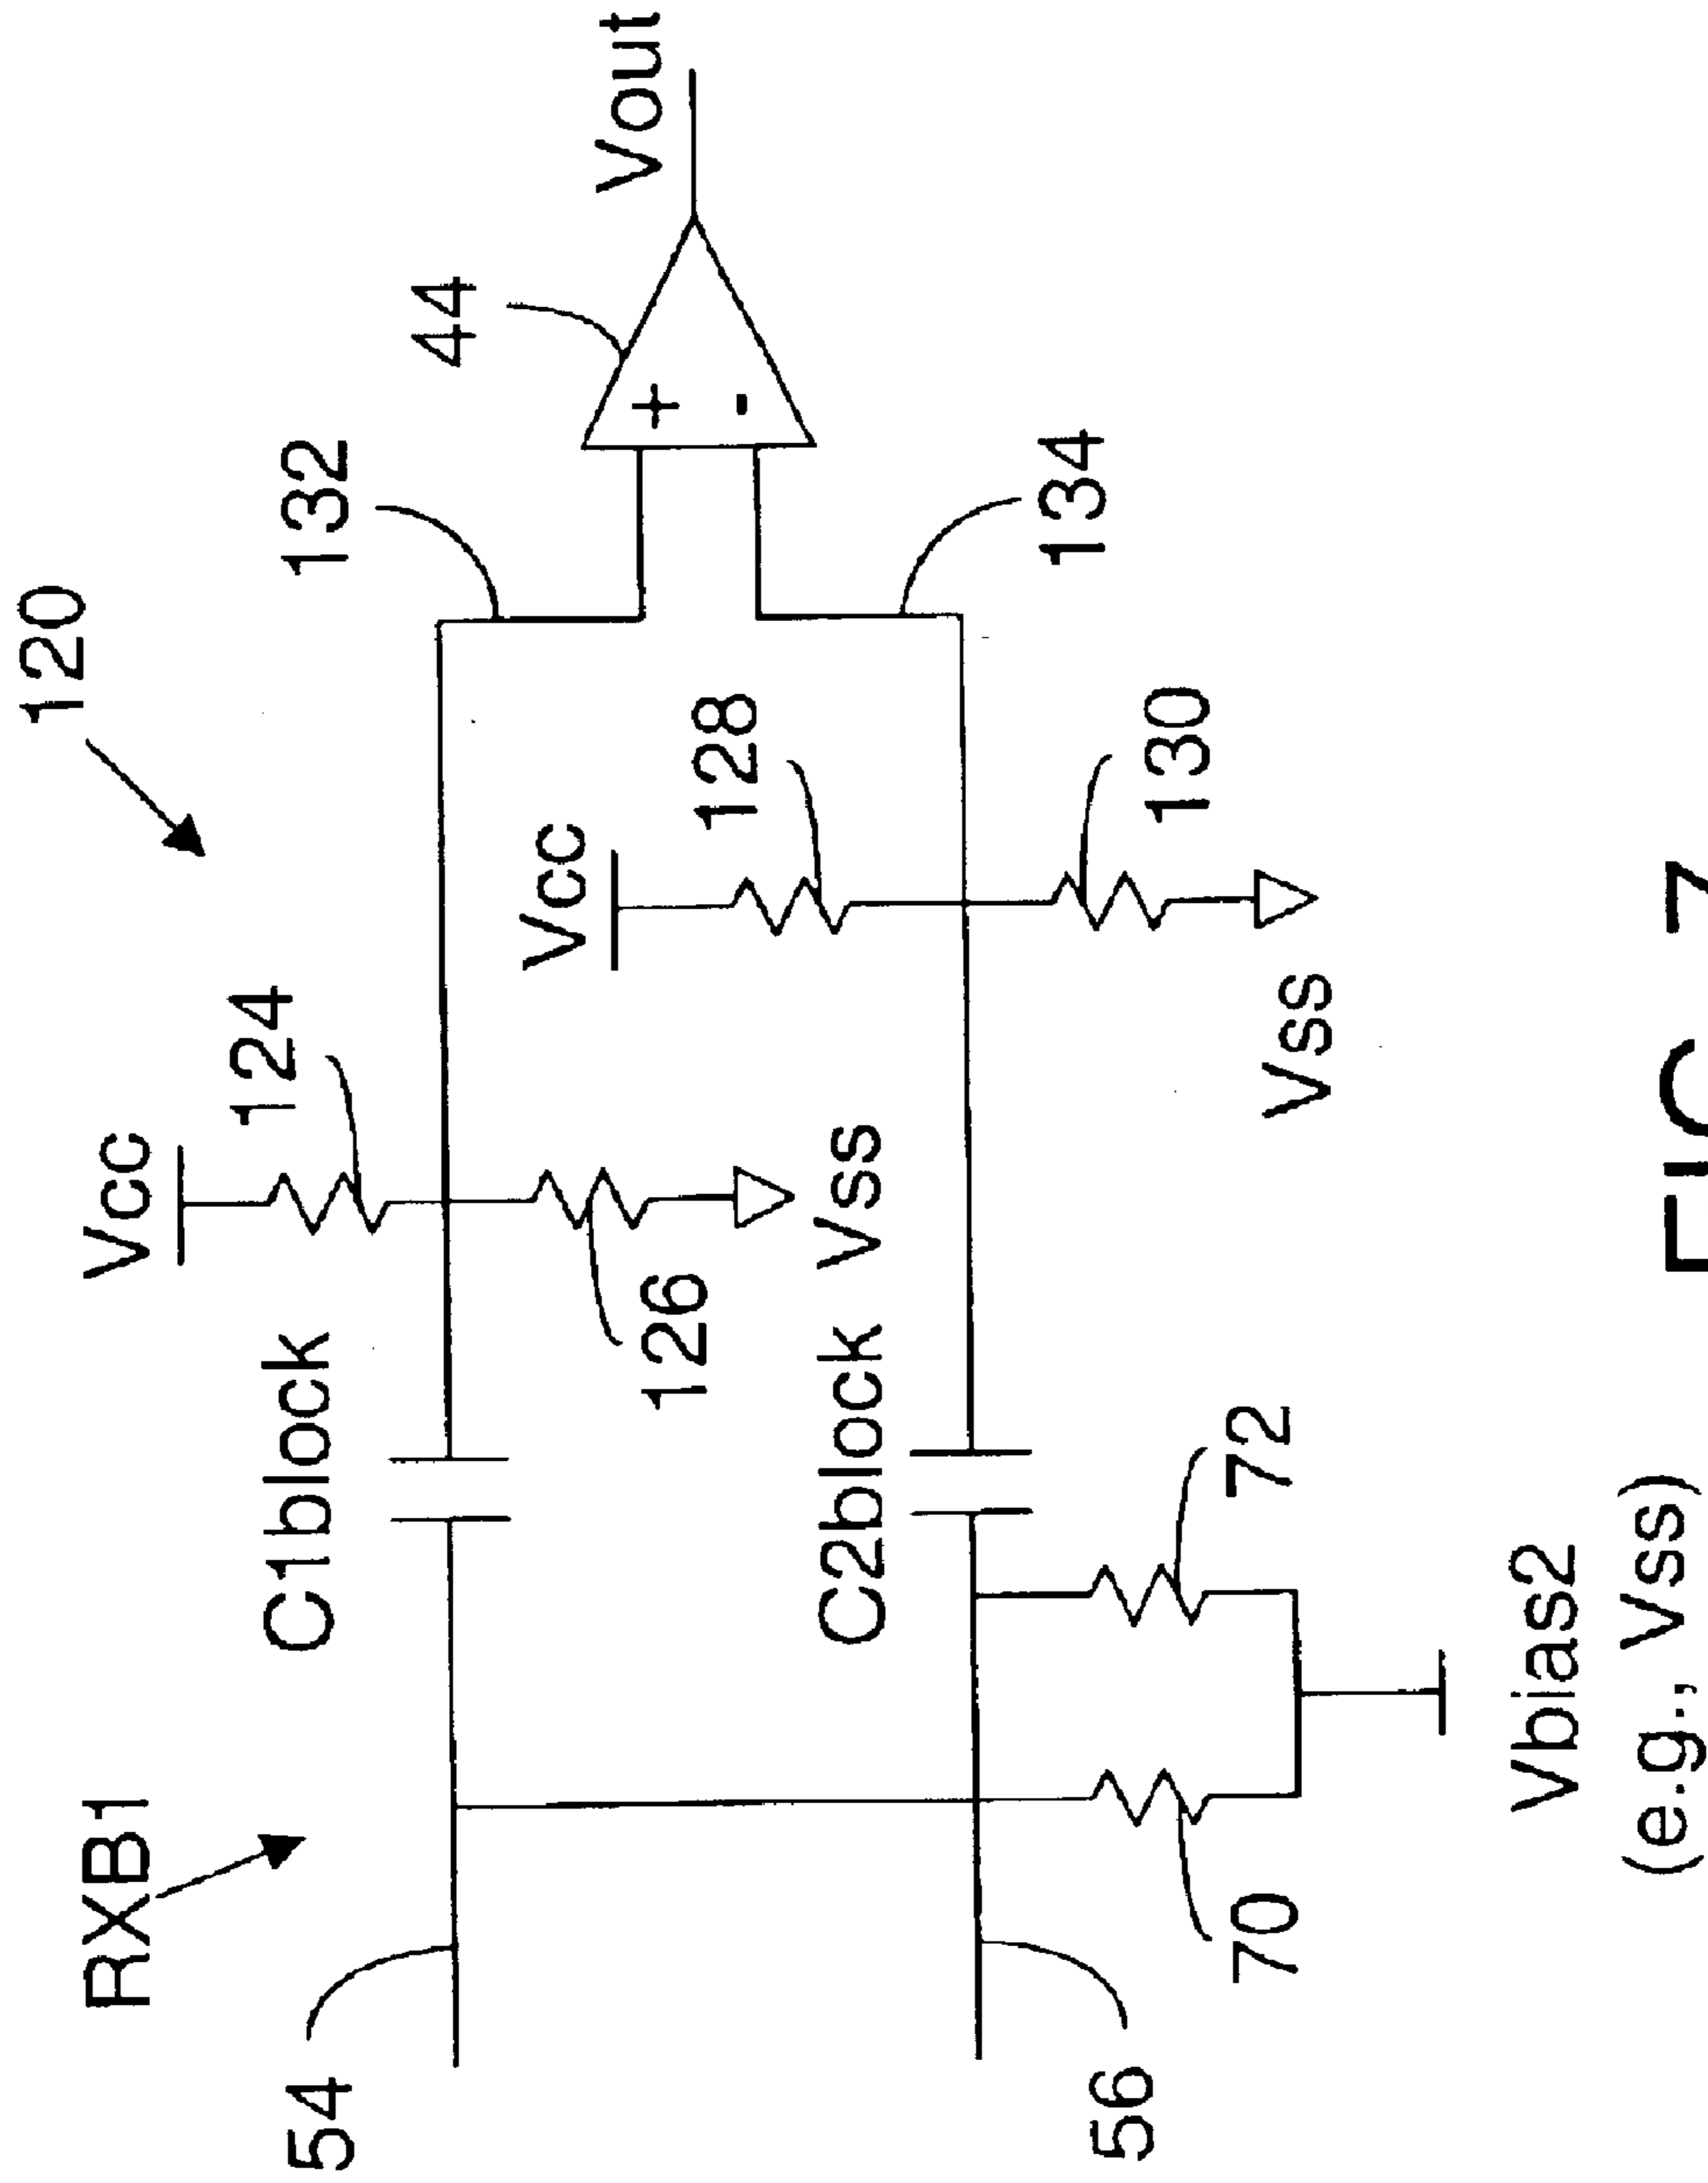 120
RXB1
Vcc
124
C1block
132
44
Vout
54
126
Vss
Vcc
128
C2block
134
130
56
70
72
Vss
Vbias2
(e.g., Vss)
FIG. 7
+
-